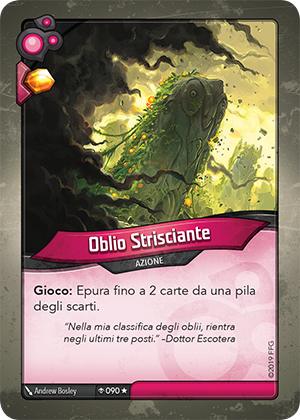 Oblio Strisciante
AZIONE
Gioco: Epura fino a 2 carte da una pila
degli scarti.
“Nella mia classifica degli oblii, rientra
negli ultimi tre posti.” -Dottor Escotera
©2019 FFG
Andrew Bosley
090 ★